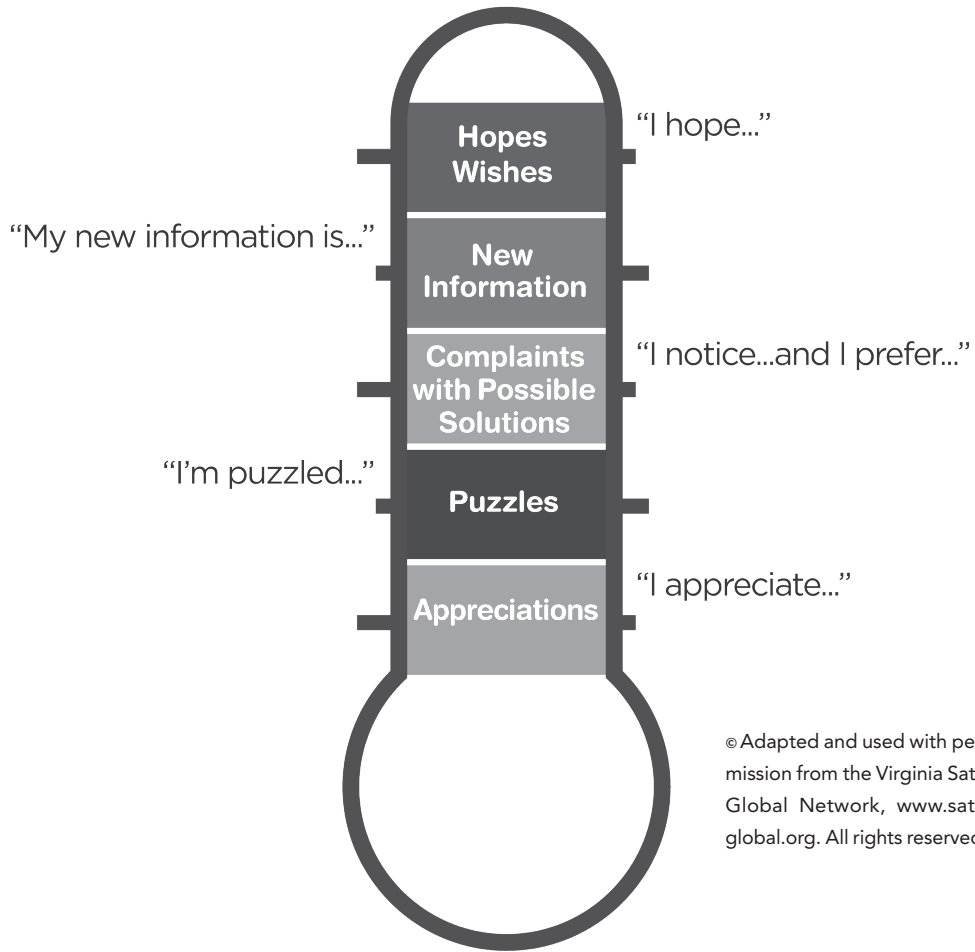 Hopes
Wishes
“I hope...”
“My new information is...”
New
Information
Complaints
with Possible
Solutions
“I notice...and I prefer...”
“I’m puzzled...”
Puzzles
Appreciations
“I appreciate...”
© Adapted and used with pe
mission from the Virginia Sat
Global Network, www.sat
global.org. All rights reserved